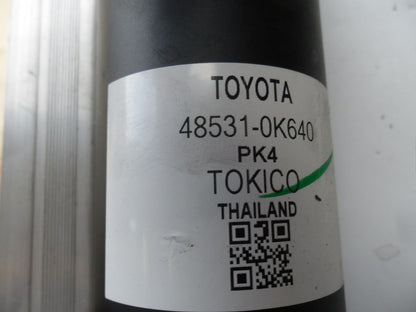 TOYOTA
48531-0K640
PK4
TOKICO
THAILAND